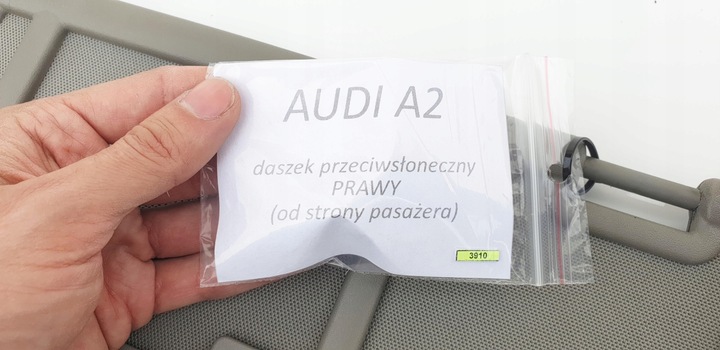 AUDI A2
daszek przeciwsłoneczny
PRAWY
(od strony pasażera)
3910